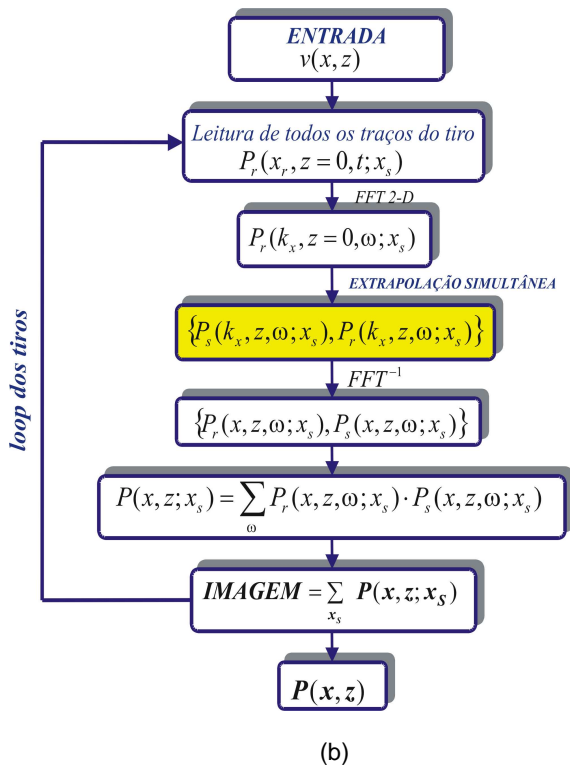 ENTRADA
v(x, z)
Leitura de todos os traços do tiro
P_r(x_r, z = 0, t; x_s)
FFT 2-D
P_r(k_x, z = 0, ω; x_s)
EXTRAPOLAÇÃO SIMULTÂNEA
{P_s(k_x, z, ω; x_s), P_r(k_x, z, ω; x_s)}
FFT⁻¹
{P_r(x, z, ω; x_s), P_s(x, z, ω; x_s)}
P(x, z; x_s) = ∑_ω P_r(x, z, ω; x_s) · P_s(x, z, ω; x_s)
IMAGEM = ∑_{x_s} P(x, z; x_S)
P(x, z)
loop dos tiros
(b)